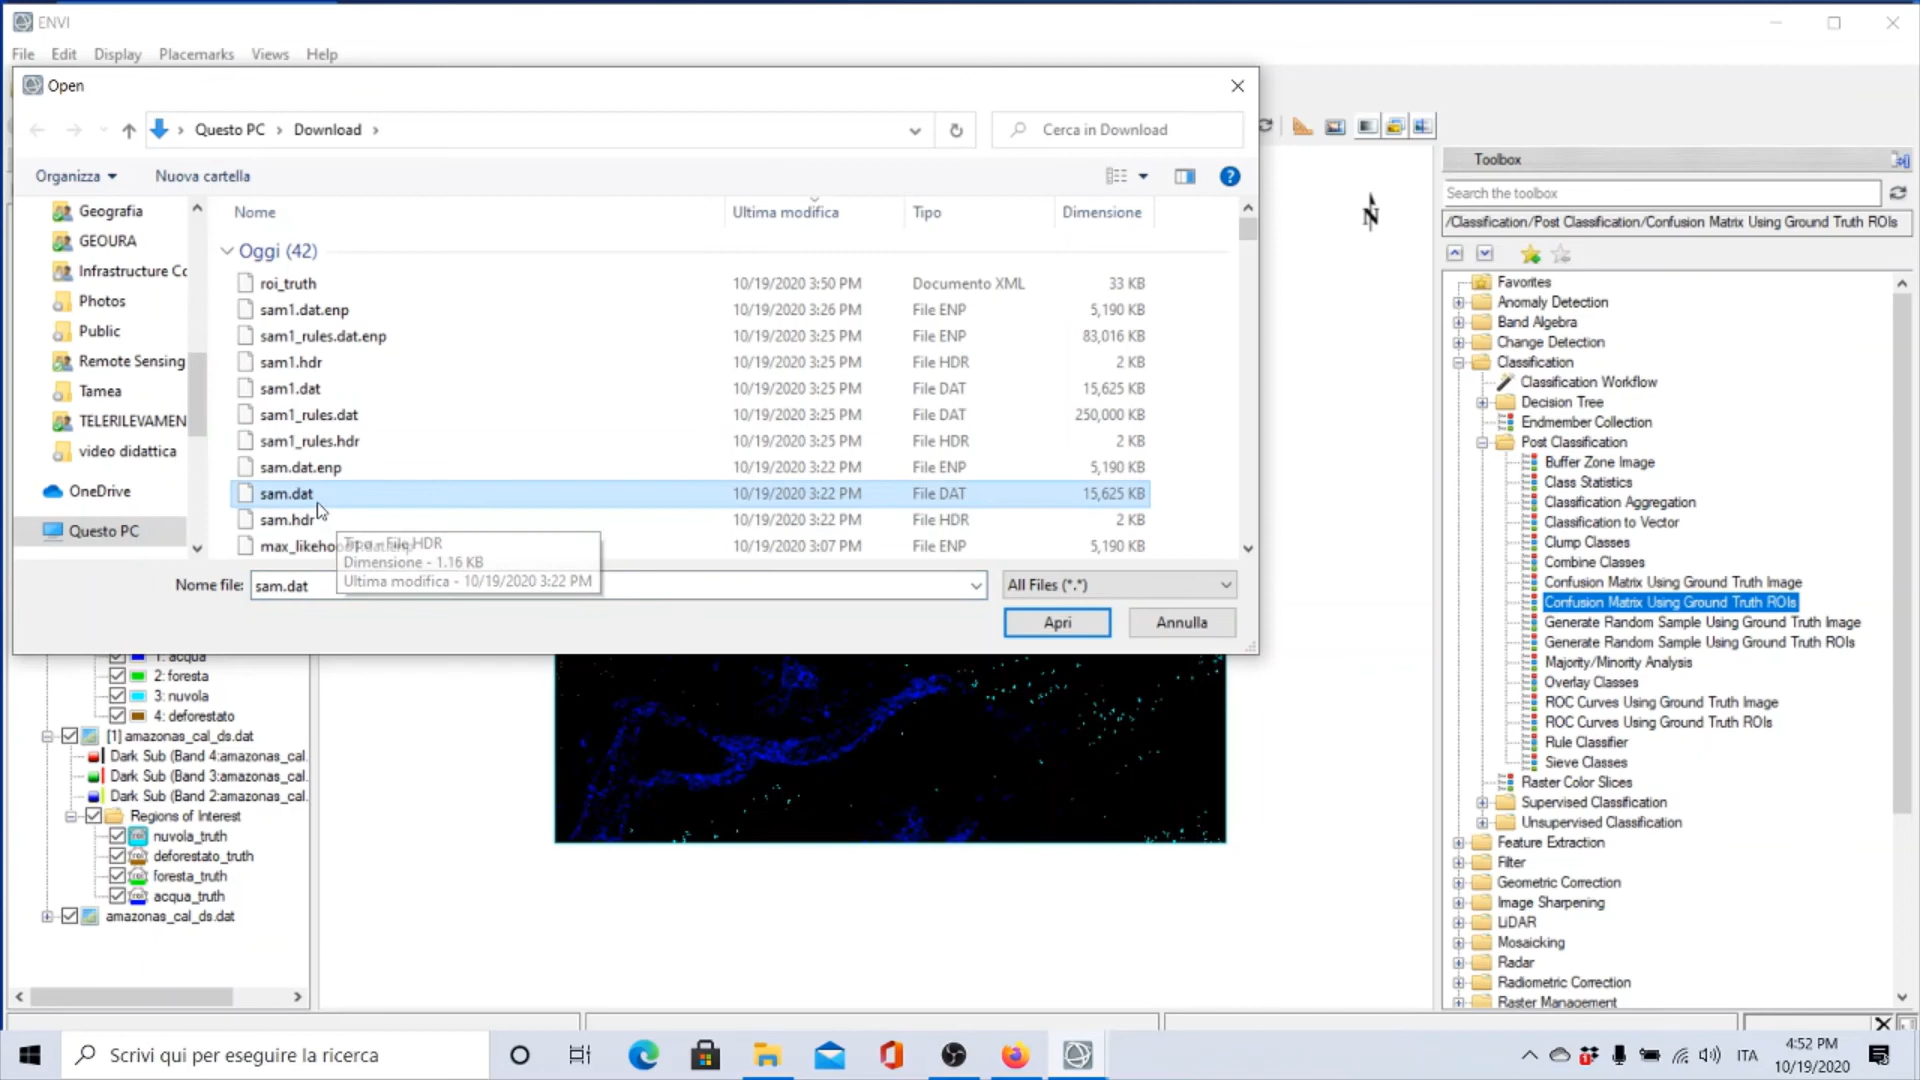 ENVI
File Edit Display Placemarks Views Help
Open
Questo PC > Download >
Cerca in Download
Organizza
Nuova cartella
Geografia
GEOURA
Infrastructure Cc
Photos
Public
Remote Sensing
Tamea
TELERILEVAMEN
video didattica
OneDrive
Questo PC
Nome Ultima modifica Tipo Dimensione
Oggi (42)
roi_truth 10/19/2020 3:50 PM Documento XML 33 KB
sam1.dat.enp 10/19/2020 3:26 PM File ENP 5,190 KB
sam1_rules.dat.enp 10/19/2020 3:25 PM File ENP 83,016 KB
sam1.hdr 10/19/2020 3:25 PM File HDR 2 KB
sam1.dat 10/19/2020 3:25 PM File DAT 15,625 KB
sam1_rules.dat 10/19/2020 3:25 PM File DAT 250,000 KB
sam1_rules.hdr 10/19/2020 3:25 PM File HDR 2 KB
sam.dat.enp 10/19/2020 3:22 PM File ENP 5,190 KB
sam.dat 10/19/2020 3:22 PM File DAT 15,625 KB
sam.hdr 10/19/2020 3:22 PM File HDR 2 KB
10/19/2020 3:07 PM File ENP 5,190 KB
Tipo - File HDR
Dimensione - 1.16 KB
Ultima modifica - 10/19/2020 3:22 PM
Nome file: sam.dat
All Files (*.*)
Apri
Annulla
1: acqua
2: foresta
3: nuvola
4: deforestato
[1] amazonas_cal_ds.dat
Dark Sub (Band 4:amazonas_cal.
Dark Sub (Band 3:amazonas_cal.
Dark Sub (Band 2:amazonas_cal.
Regions of Interest
nuvola_truth
deforestato_truth
foresta_truth
acqua_truth
amazonas_cal_ds.dat
N
Toolbox
Search the toolbox
/Classification/Post Classification/Confusion Matrix Using Ground Truth ROIs
Favorites
Anomaly Detection
Band Algebra
Change Detection
Classification
Classification Workflow
Decision Tree
Endmember Collection
Post Classification
Buffer Zone Image
Class Statistics
Classification Aggregation
Classification to Vector
Clump Classes
Combine Classes
Confusion Matrix Using Ground Truth Image
Confusion Matrix Using Ground Truth ROIs
Generate Random Sample Using Ground Truth Image
Generate Random Sample Using Ground Truth ROIs
Majority/Minority Analysis
Overlay Classes
ROC Curves Using Ground Truth Image
ROC Curves Using Ground Truth ROIs
Rule Classifier
Sieve Classes
Raster Color Slices
Supervised Classification
Unsupervised Classification
Feature Extraction
Filter
Geometric Correction
Image Sharpening
LiDAR
Mosaicking
Radar
Radiometric Correction
Raster Management
Scrivi qui per eseguire la ricerca
ITA
4:52 PM
10/19/2020